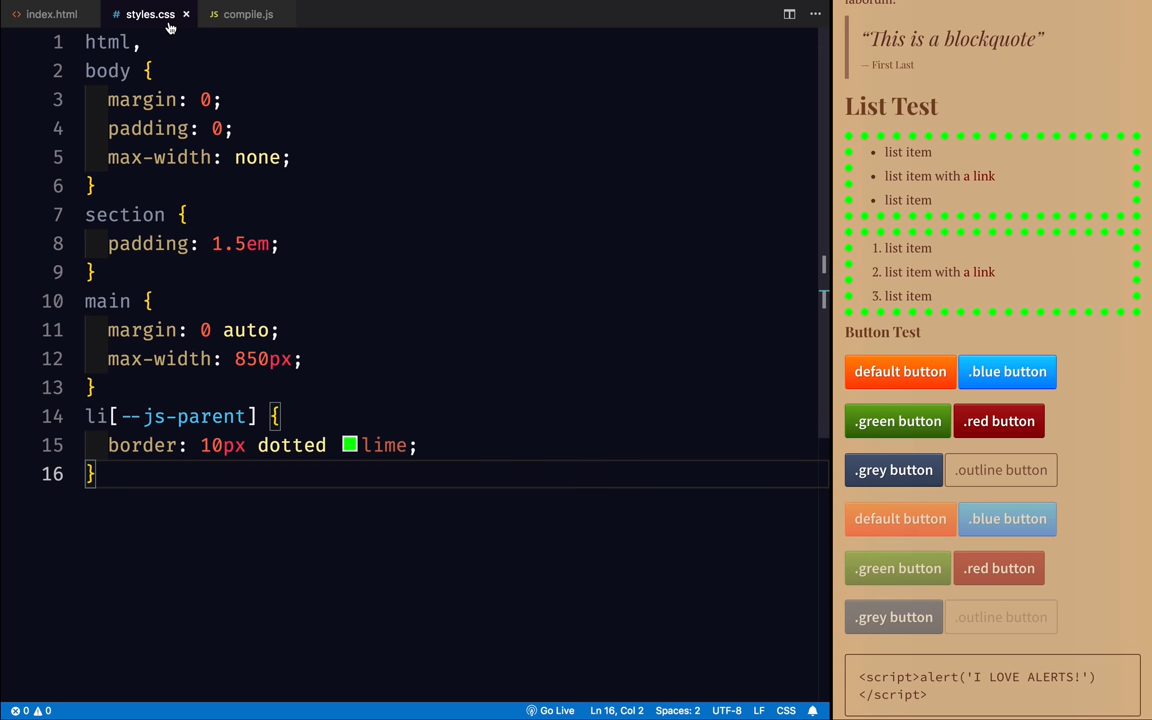 index.html
styles.css
compile.js
1 html,
2 body {
3 margin: 0;
4 padding: 0;
5 max-width: none;
6 }
7 section {
8 padding: 1.5em;
9 }
10 main {
11 margin: 0 auto;
12 max-width: 850px;
13 }
14 li[--js-parent] {
15 border: 10px dotted lime;
16 }
“This is a blockquote”
— First Last
List Test
• list item
• list item with a link
• list item
1. list item
2. list item with a link
3. list item
Button Test
default button .blue button
.green button .red button
.grey button .outline button
default button .blue button
.green button .red button
.grey button .outline button
<script>alert('I LOVE ALERTS!')
</script>
0 0 Go Live Ln 16, Col 2 Spaces: 2 UTF-8 LF CSS